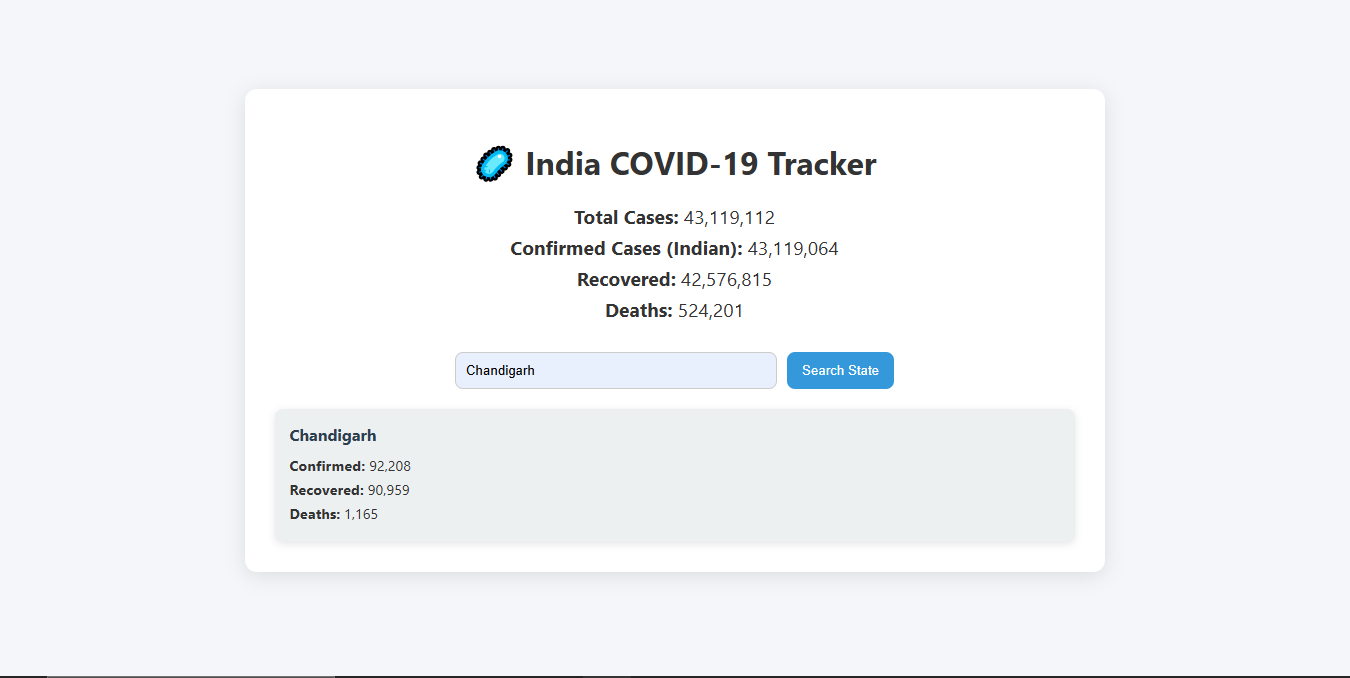 India COVID-19 Tracker
Total Cases: 43,119,112
Confirmed Cases (Indian): 43,119,064
Recovered: 42,576,815
Deaths: 524,201
Chandigarh Search State
Chandigarh
Confirmed: 92,208
Recovered: 90,959
Deaths: 1,165